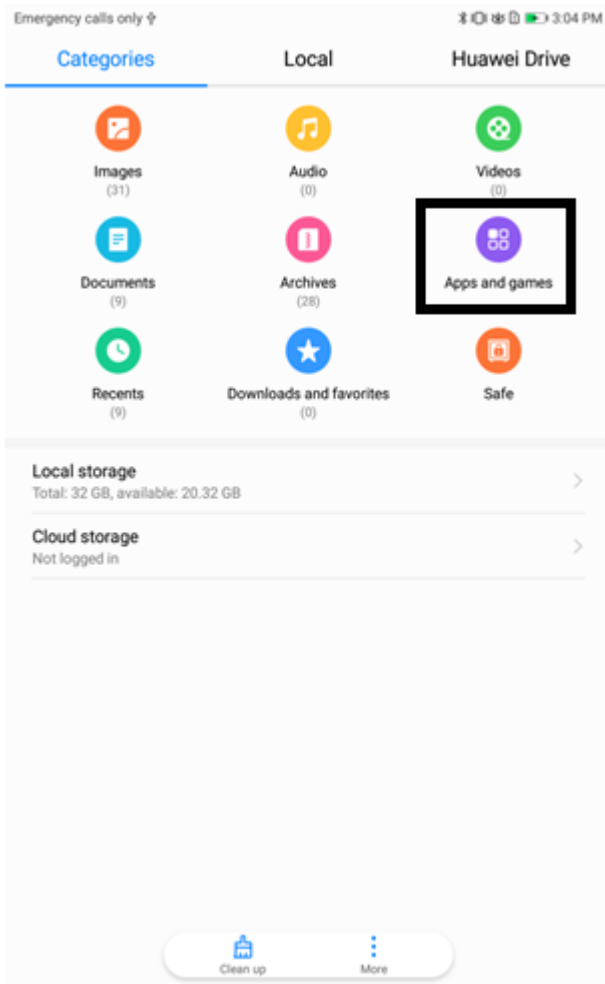 Emergency calls only 3:04 PM
Categories Local Huawei Drive
Images Audio Videos
(31) (0) (0)
Documents Archives Apps and games
(9) (28)
Recents Downloads and favorites Safe
(9) (0)
Local storage
Total: 32 GB, available: 20.32 GB
Cloud storage
Not logged in
Clean up More